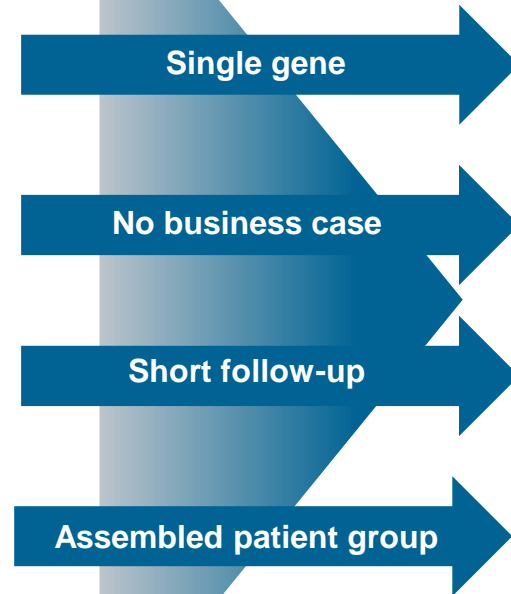 Single gene
No business case
Short follow-up
Assembled patient group